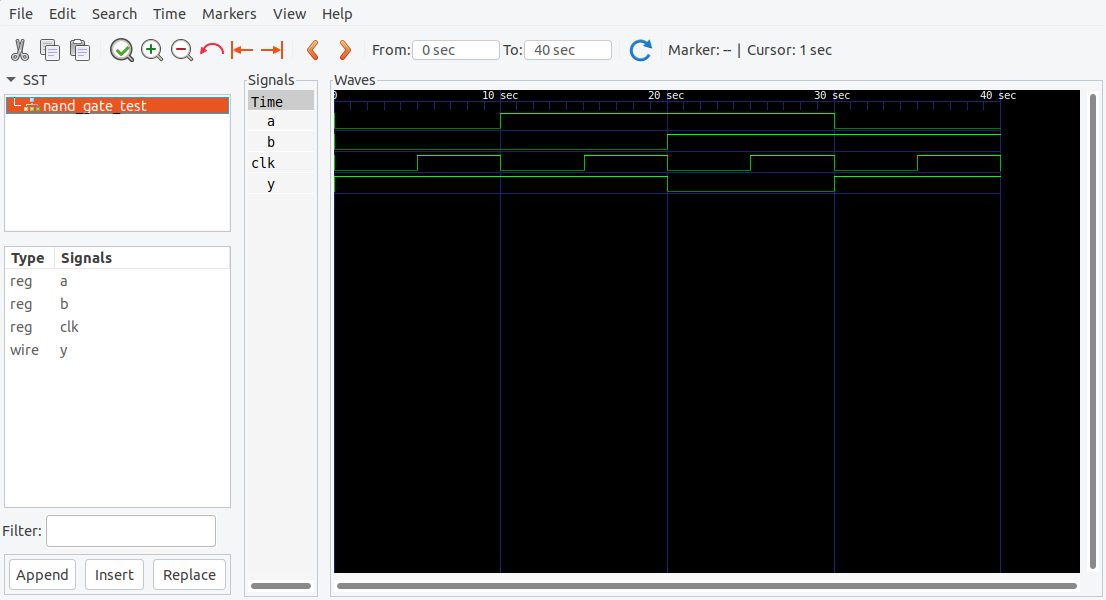 File Edit Search Time Markers View Help
From: 0 sec To: 40 sec Marker: -- | Cursor: 1 sec
SST
nand_gate_test
Type Signals
reg a
reg b
reg clk
wire y
Filter:
Append Insert Replace
Signals
Time
a
b
clk
y
Waves
0 10 sec 20 sec 30 sec 40 sec